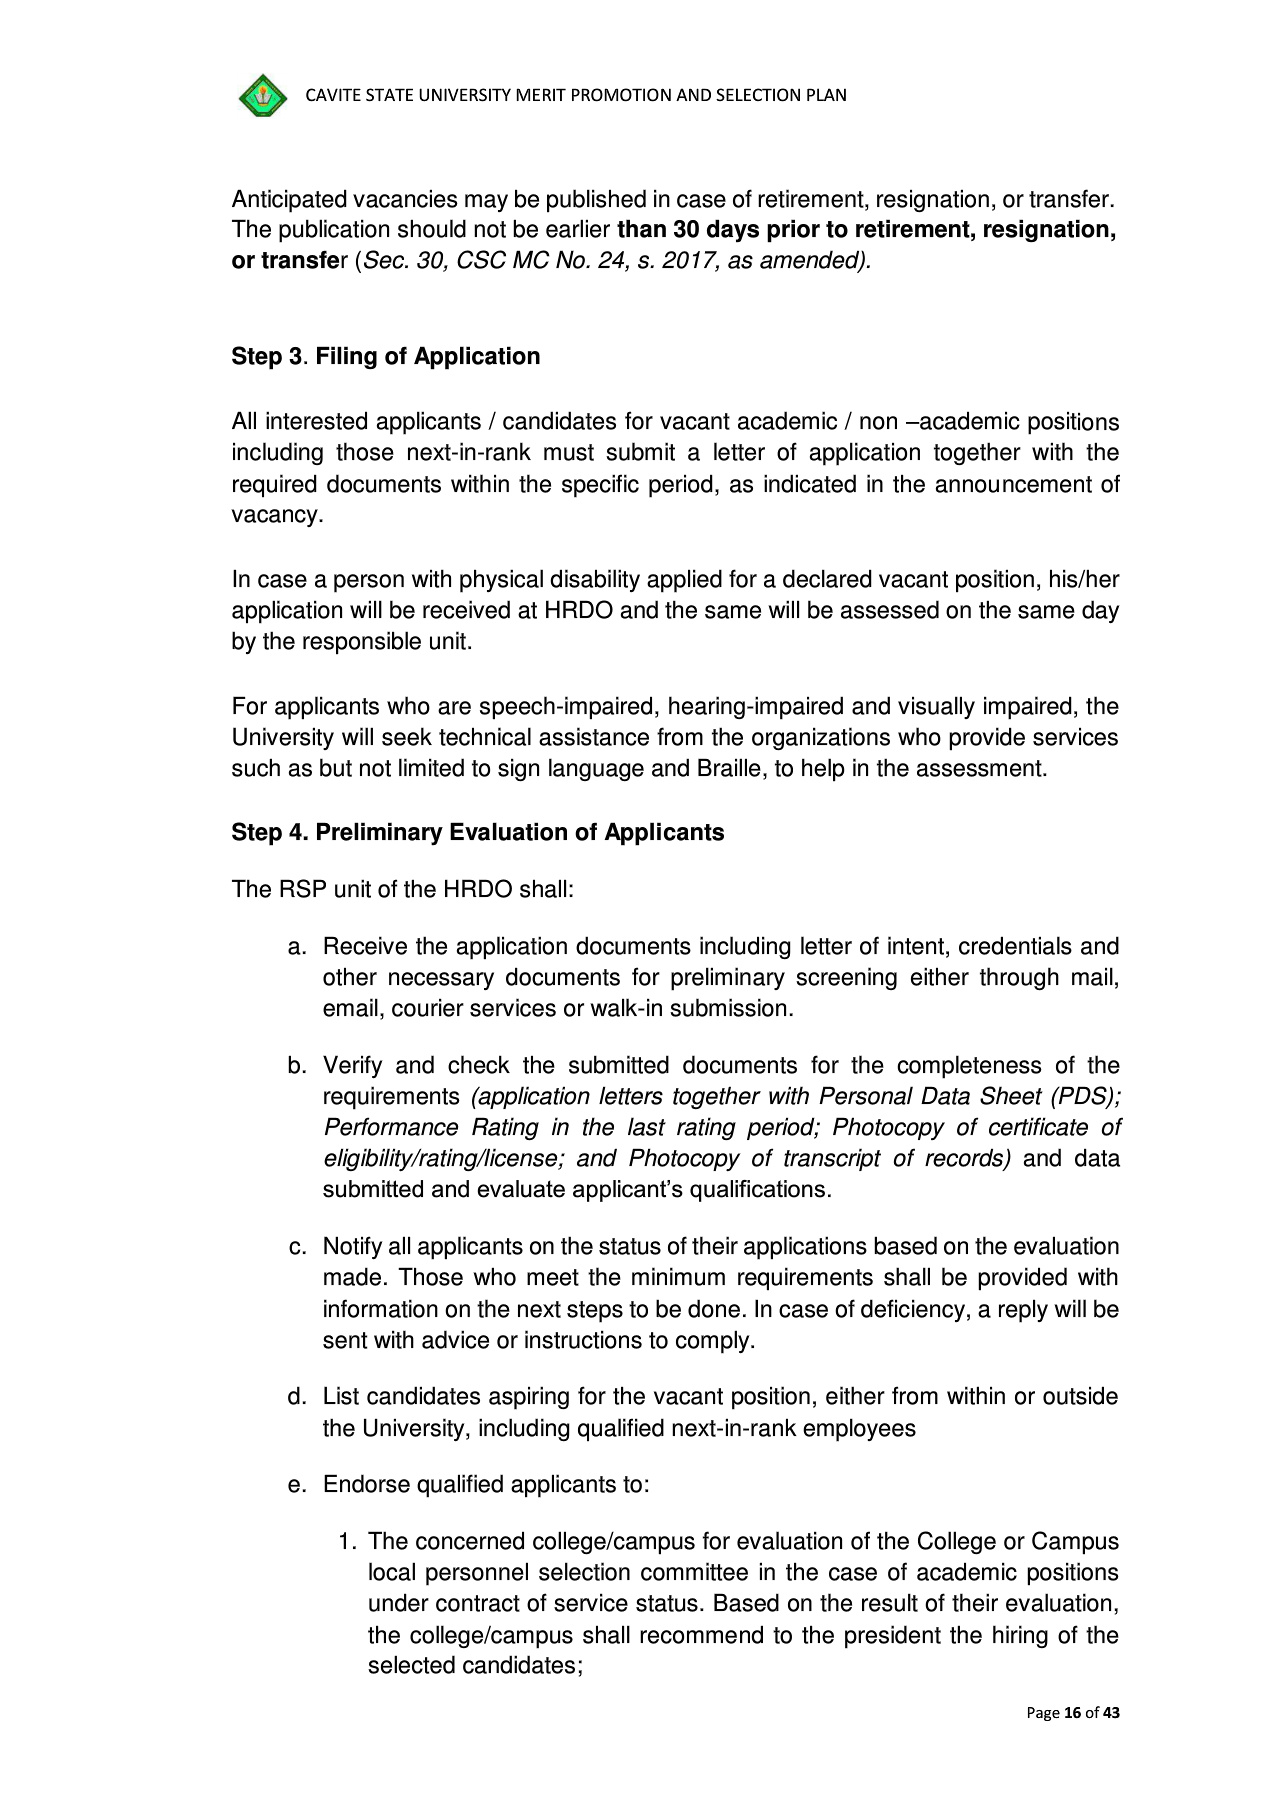 CAVITE STATE UNIVERSITY MERIT PROMOTION AND SELECTION PLAN
Anticipated vacancies may be published in case of retirement, resignation, or transfer.
The publication should not be earlier than 30 days prior to retirement, resignation,
or transfer (Sec. 30, CSC MC No. 24, s. 2017, as amended).
Step 3. Filing of Application
All interested applicants / candidates for vacant academic / non –academic positions
including those next-in-rank must submit a letter of application together with the
required documents within the specific period, as indicated in the announcement of
vacancy.
In case a person with physical disability applied for a declared vacant position, his/her
application will be received at HRDO and the same will be assessed on the same day
by the responsible unit.
For applicants who are speech-impaired, hearing-impaired and visually impaired, the
University will seek technical assistance from the organizations who provide services
such as but not limited to sign language and Braille, to help in the assessment.
Step 4. Preliminary Evaluation of Applicants
The RSP unit of the HRDO shall:
a. Receive the application documents including letter of intent, credentials and
other necessary documents for preliminary screening either through mail,
email, courier services or walk-in submission.
b. Verify and check the submitted documents for the completeness of the
requirements (application letters together with Personal Data Sheet (PDS);
Performance Rating in the last rating period; Photocopy of certificate of
eligibility/rating/license; and Photocopy of transcript of records) and data
submitted and evaluate applicant’s qualifications.
c. Notify all applicants on the status of their applications based on the evaluation
made. Those who meet the minimum requirements shall be provided with
information on the next steps to be done. In case of deficiency, a reply will be
sent with advice or instructions to comply.
d. List candidates aspiring for the vacant position, either from within or outside
the University, including qualified next-in-rank employees
e. Endorse qualified applicants to:
1. The concerned college/campus for evaluation of the College or Campus
local personnel selection committee in the case of academic positions
under contract of service status. Based on the result of their evaluation,
the college/campus shall recommend to the president the hiring of the
selected candidates;
Page 16 of 43